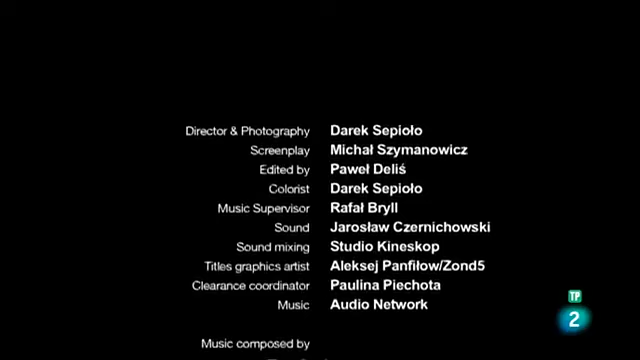 Director & Photography Darek Sepioło
Screenplay Michał Szymanowicz
Edited by Paweł Deliś
Colorist Darek Sepioło
Music Supervisor Rafał Bryll
Sound Jarosław Czernichowski
Sound mixing Studio Kineskop
Titles graphics artist Aleksej Panfiłow/Zond5
Clearance coordinator Paulina Piechota
Music Audio Network
TP
2
Music composed by